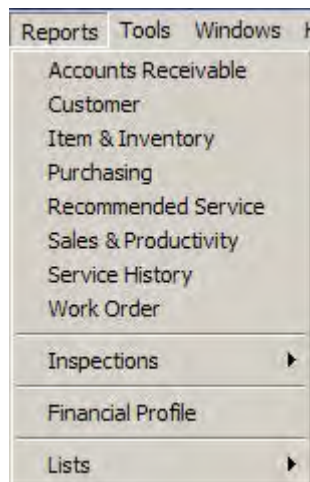 Reports Tools Windows
Accounts Receivable
Customer
Item & Inventory
Purchasing
Recommended Service
Sales & Productivity
Service History
Work Order
Inspections
Financial Profile
Lists